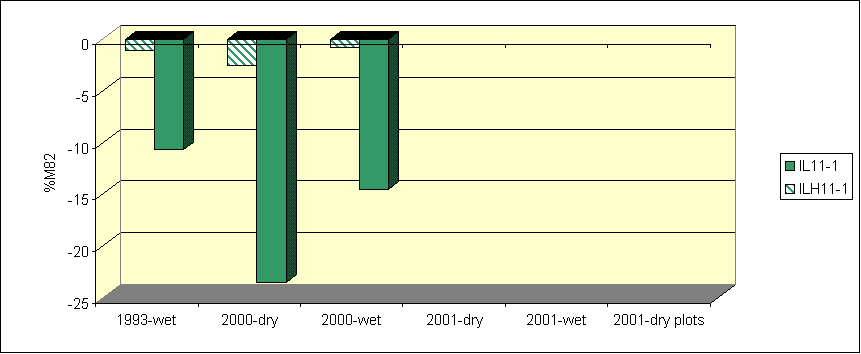 0
-5
-10
-15
-20
-25
%M82
1993-wet
2000-dry
2000-wet
2001-dry
2001-wet
2001-dry plots
IL11-1
ILH11-1